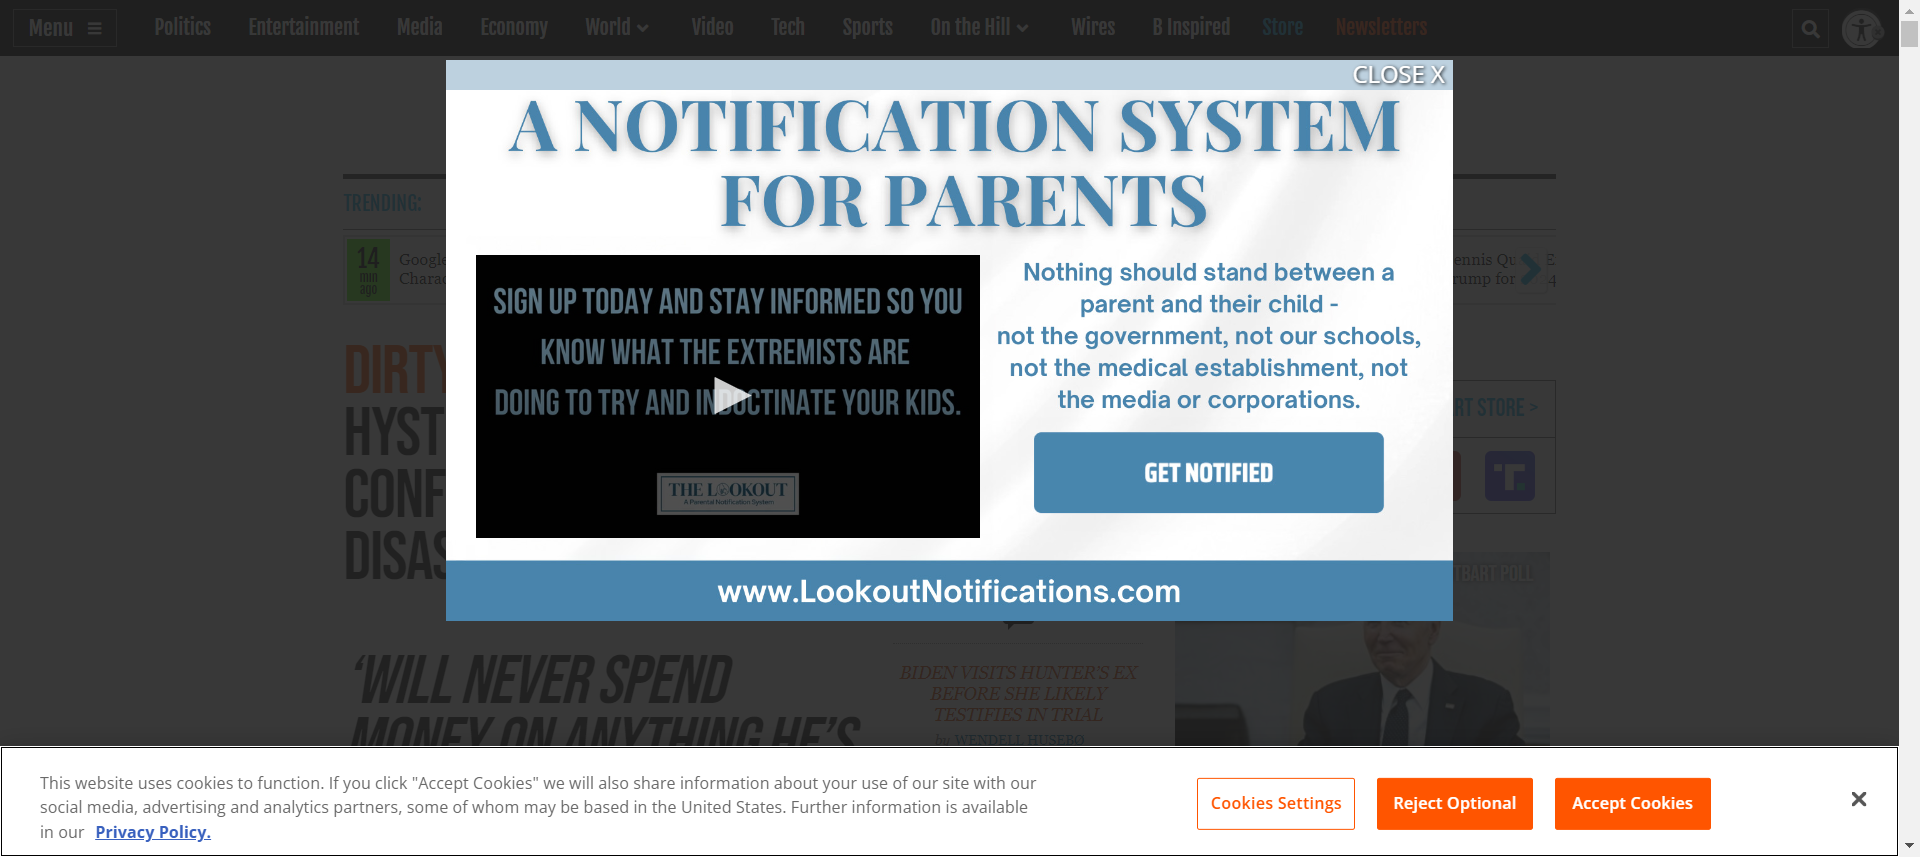 Menu
Politics
Entertainment
Media
Economy
World
Video
Tech
Sports
On the Hill
Wires
B Inspired
Store
Newsletters
CLOSE X
A NOTIFICATION SYSTEM
FOR PARENTS
TRENDING:
14
min
ago
SIGN UP TODAY AND STAY INFORMED SO YOU
KNOW WHAT THE EXTREMISTS ARE
DOING TO TRY AND INDOCTINATE YOUR KIDS.
THE LOOKOUT
A Parental Notification System
Nothing should stand between a
parent and their child -
not the government, not our schools,
not the medical establishment, not
the media or corporations.
GET NOTIFIED
www.LookoutNotifications.com
Google
Charac
ennis Qu
E
rump for
4
DIRTY
HYST
CONF
DISAS
RT STORE >
TBART POLL
‘WILL NEVER SPEND
MONEY ON ANYTHING HE’S
BIDEN VISITS HUNTER’S EX
BEFORE SHE LIKELY
TESTIFIES IN TRIAL
by WENDELL HUSEBØ
This website uses cookies to function. If you click "Accept Cookies" we will also share information about your use of our site with our
social media, advertising and analytics partners, some of whom may be based in the United States. Further information is available
in our Privacy Policy.
Cookies Settings
Reject Optional
Accept Cookies